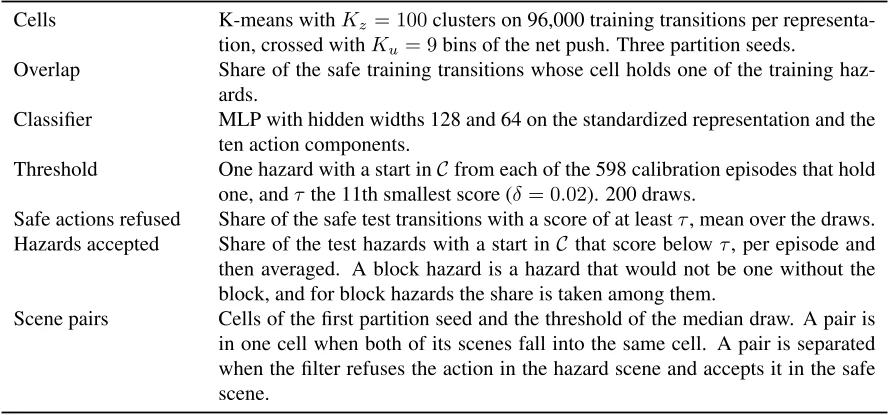 Cells K-means with K_z = 100 clusters on 96,000 training transitions per representa-
tion, crossed with K_u = 9 bins of the net push. Three partition seeds.
Overlap Share of the safe training transitions whose cell holds one of the training haz-
ards.
Classifier MLP with hidden widths 128 and 64 on the standardized representation and the
ten action components.
Threshold One hazard with a start in 𝒞 from each of the 598 calibration episodes that hold
one, and τ the 11th smallest score (δ = 0.02). 200 draws.
Safe actions refused Share of the safe test transitions with a score of at least τ, mean over the draws.
Hazards accepted Share of the test hazards with a start in 𝒞 that score below τ, per episode and
then averaged. A block hazard is a hazard that would not be one without the
block, and for block hazards the share is taken among them.
Scene pairs Cells of the first partition seed and the threshold of the median draw. A pair is
in one cell when both of its scenes fall into the same cell. A pair is separated
when the filter refuses the action in the hazard scene and accepts it in the safe
scene.